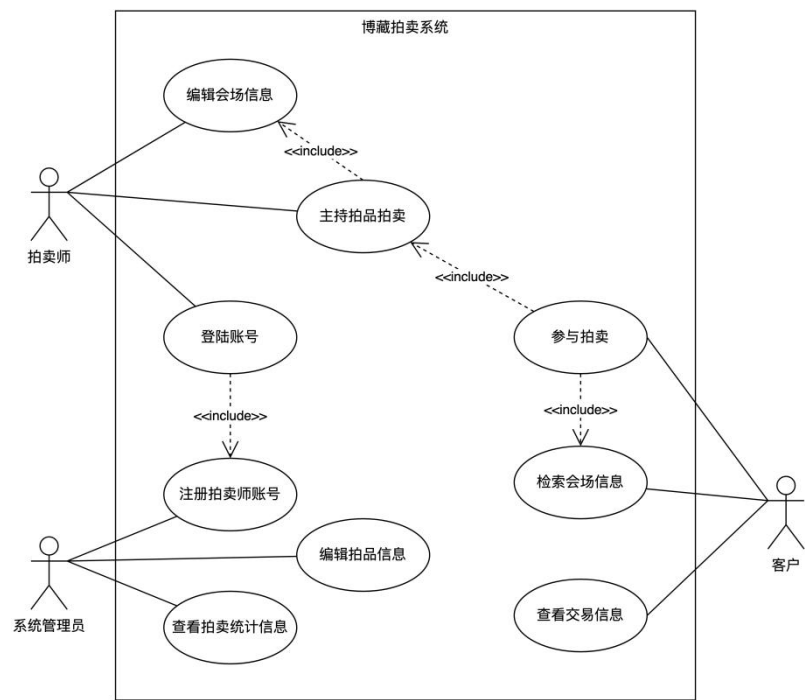 博藏拍卖系统
编辑会场信息
<<include>>
主持拍品拍卖
拍卖师
<<include>>
登陆账号
参与拍卖
<<include>>
<<include>>
注册拍卖师账号
检索会场信息
编辑拍品信息
客户
系统管理员
查看拍卖统计信息
查看交易信息